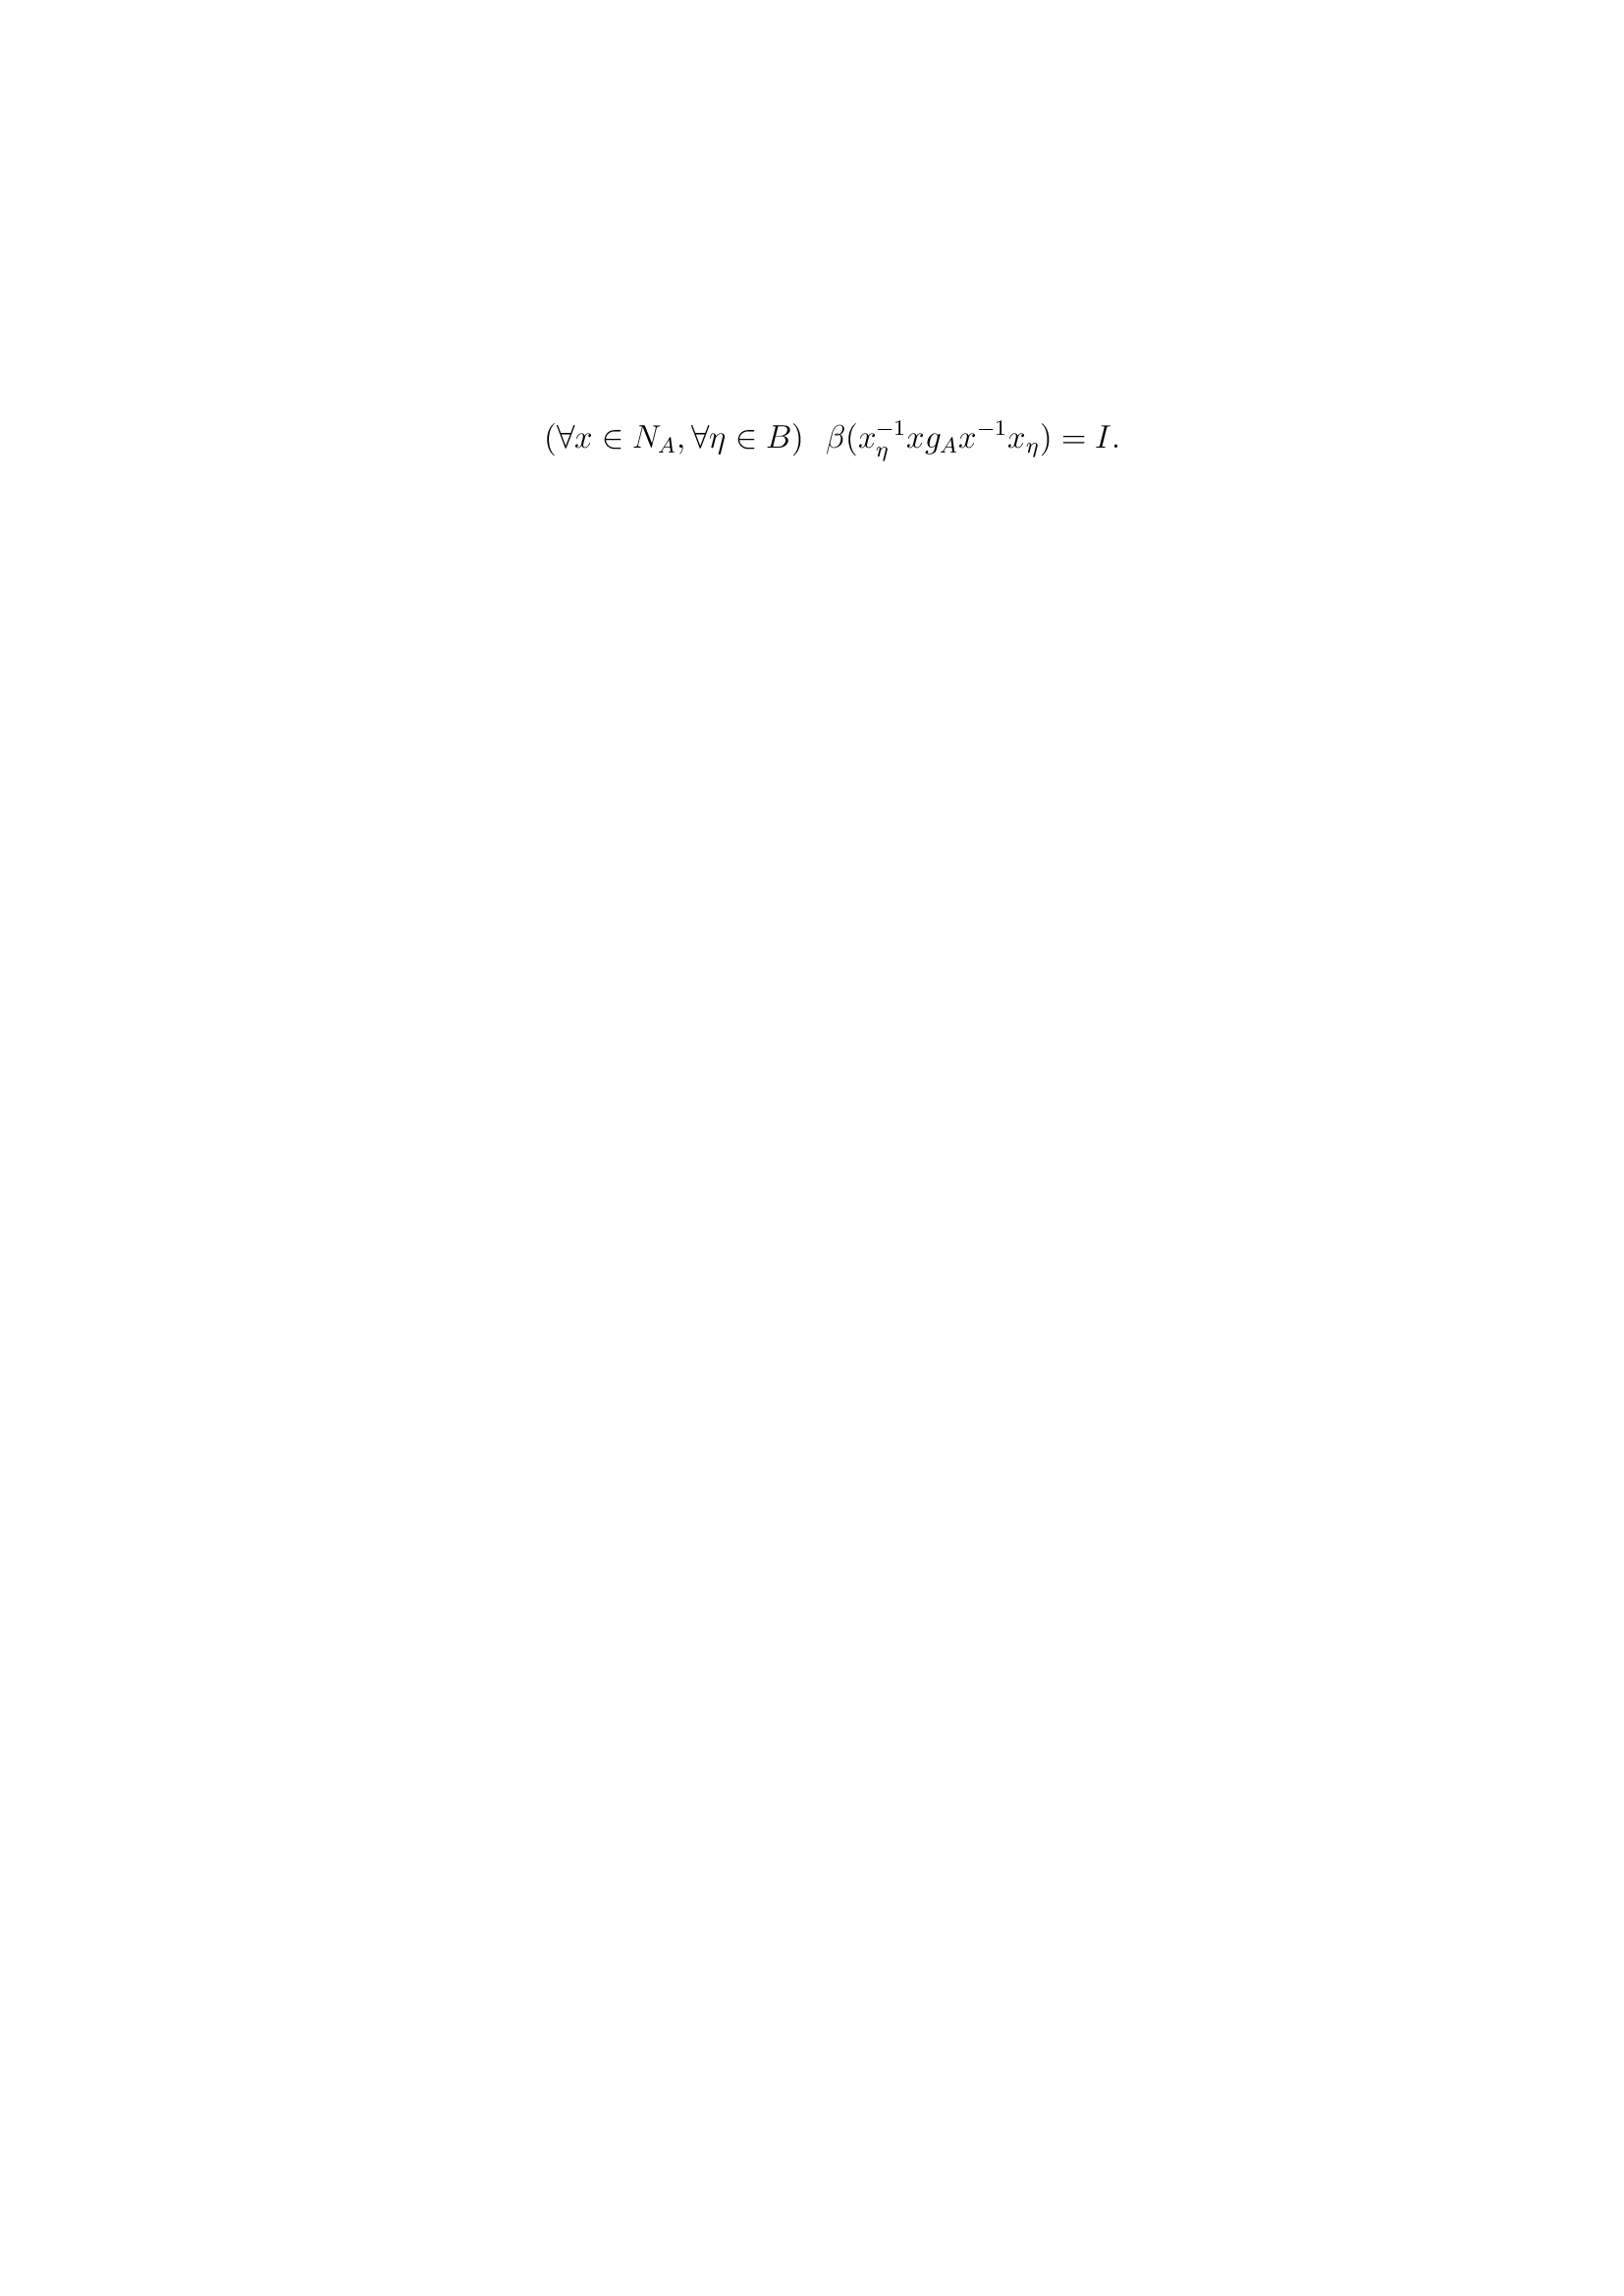 $(\forall x \in N_A, \forall \eta \in B) \quad \beta(x_\eta^{-1} x g_A x^{-1} x_\eta) = I.$